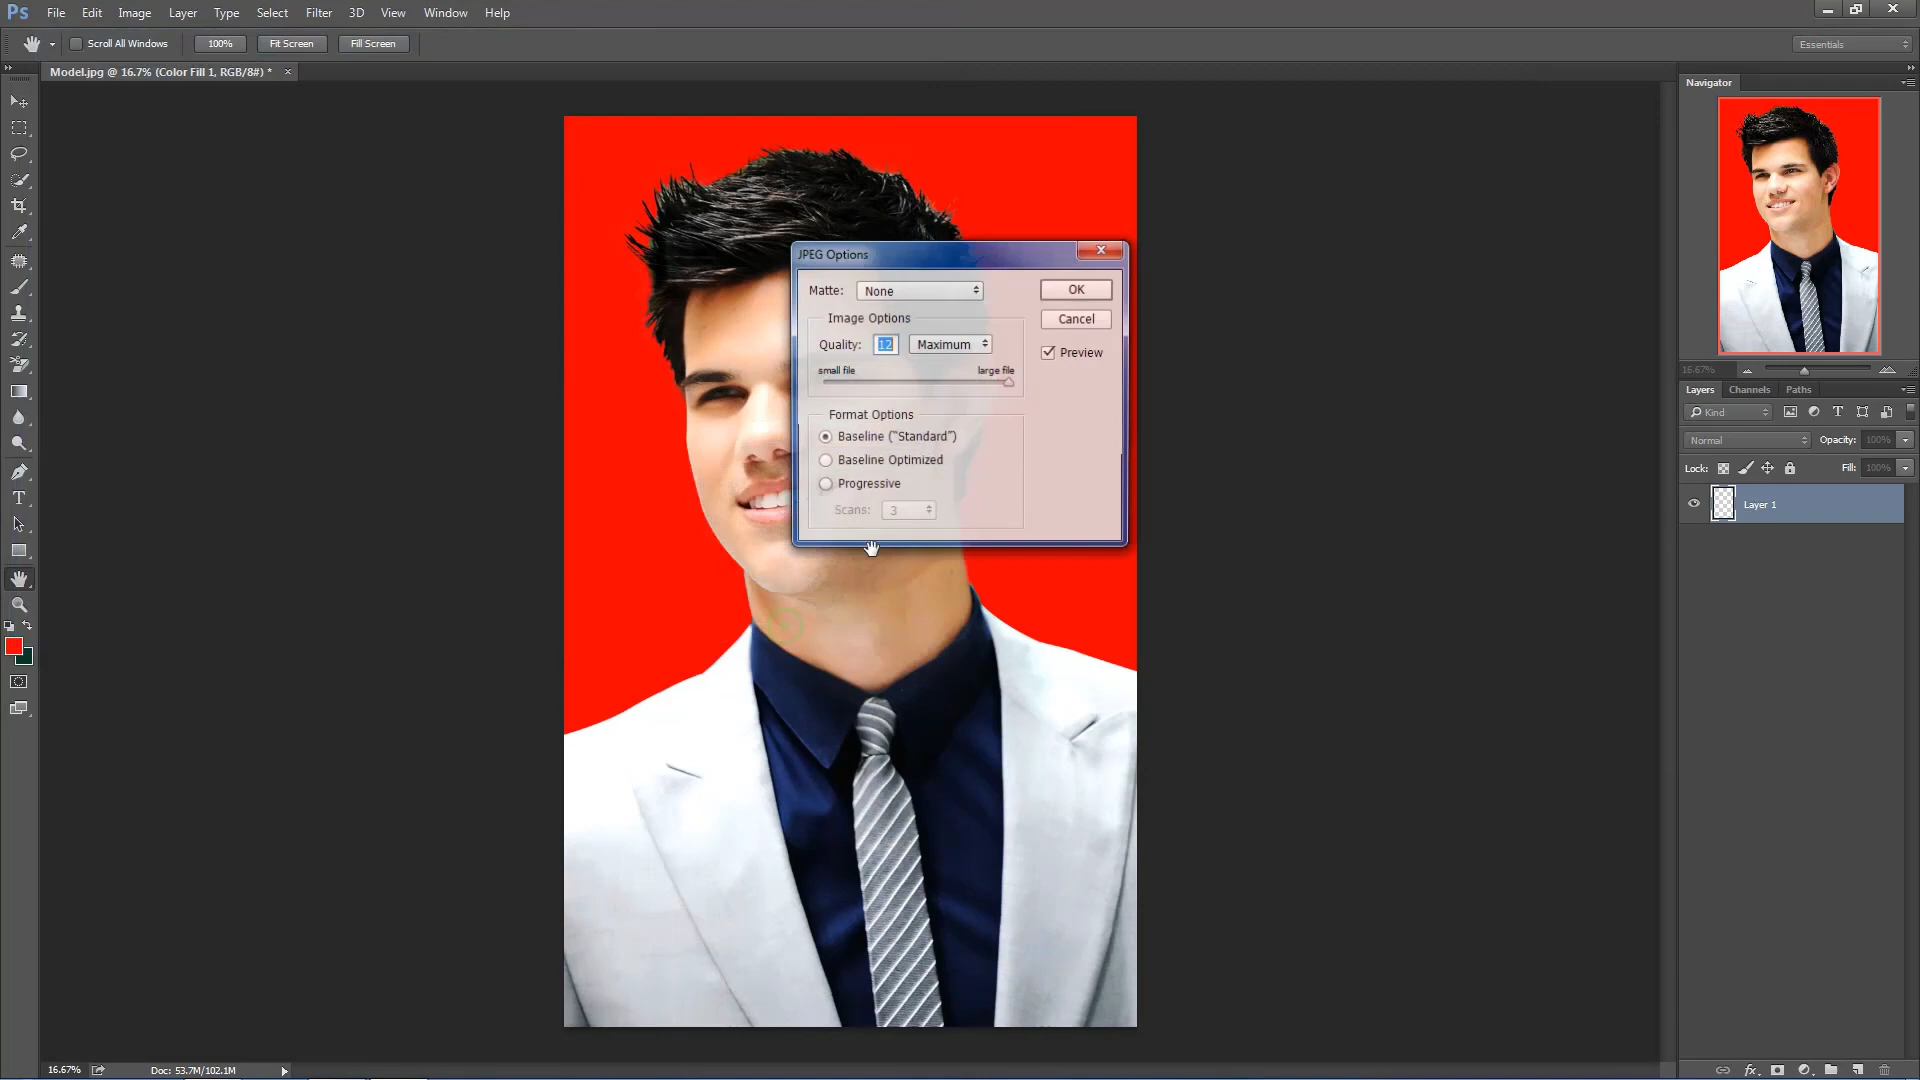 Ps File Edit Image Layer Type Select Filter 3D View Window Help
Scroll All Windows 100% Fit Screen Fill Screen Essentials
Model.jpg @ 16.7% (Color Fill 1, RGB/8#) * ×
Navigator
JPEG Options
Matte: None OK
Image Options Cancel
Quality: 12 Maximum Preview
small file large file
Format Options
Baseline ("Standard")
Baseline Optimized
Progressive
Scans: 3
16.67%
Layers Channels Paths
Kind
Normal Opacity: 100%
Lock: Fill: 100%
Layer 1
T
16.67% Doc: 53.7M/102.1M